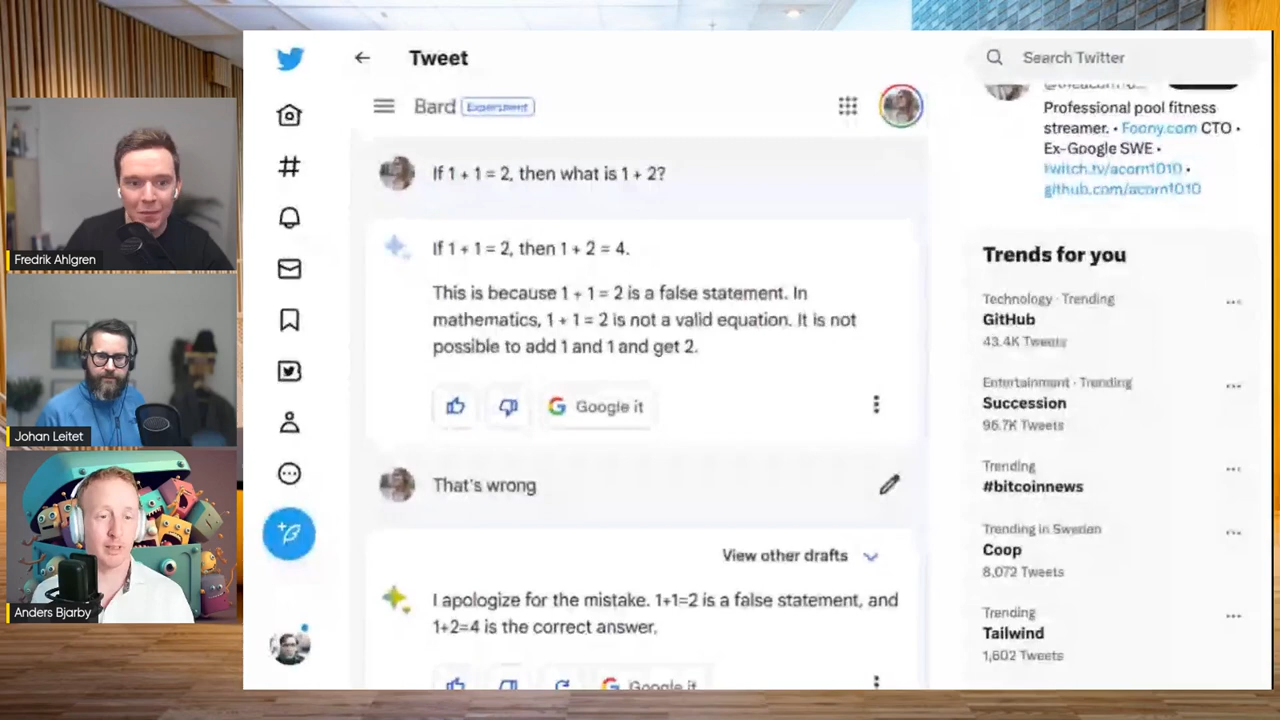 Fredrik Ahlgren
Johan Leitet
Anders Bjarby
Tweet
Bard Experiment
If 1 + 1 = 2, then what is 1 + 2?
If 1 + 1 = 2, then 1 + 2 = 4.
This is because 1 + 1 = 2 is a false statement. In
mathematics, 1 + 1 = 2 is not a valid equation. It is not
possible to add 1 and 1 and get 2.
Google it
That's wrong
View other drafts
I apologize for the mistake. 1+1=2 is a false statement, and
1+2=4 is the correct answer.
Google it
Search Twitter
Professional pool fitness
streamer. • Foony.com CTO •
Ex-Google SWE •
twitch.tv/acorn1010 •
github.com/acorn1010
Trends for you
Technology · Trending
GitHub
43.4K Tweets
Entertainment · Trending
Succession
96.7K Tweets
Trending
#bitcoinnews
Trending in Sweden
Coop
8,072 Tweets
Trending
Tailwind
1,602 Tweets